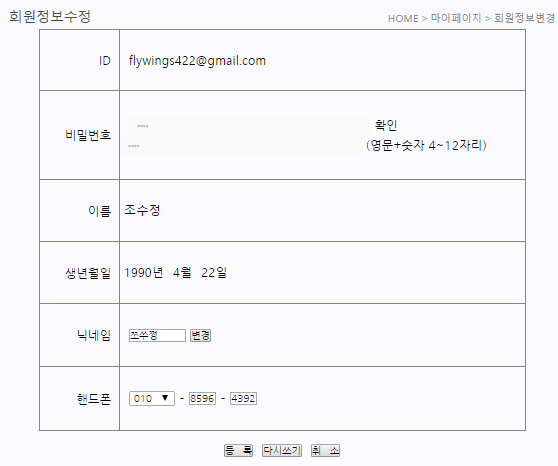 회원정보수정
HOME > 마이페이지 > 회원정보변경
ID flywings422@gmail.com
비밀번호 •••• 확인
•••• (영문+숫자 4~12자리)
이름 조수정
생년월일 1990년 4월 22일
닉네임 쪼쑤쩡 변경
핸드폰 010 ▼ - 8596 - 4392
등 록 다시쓰기 취 소